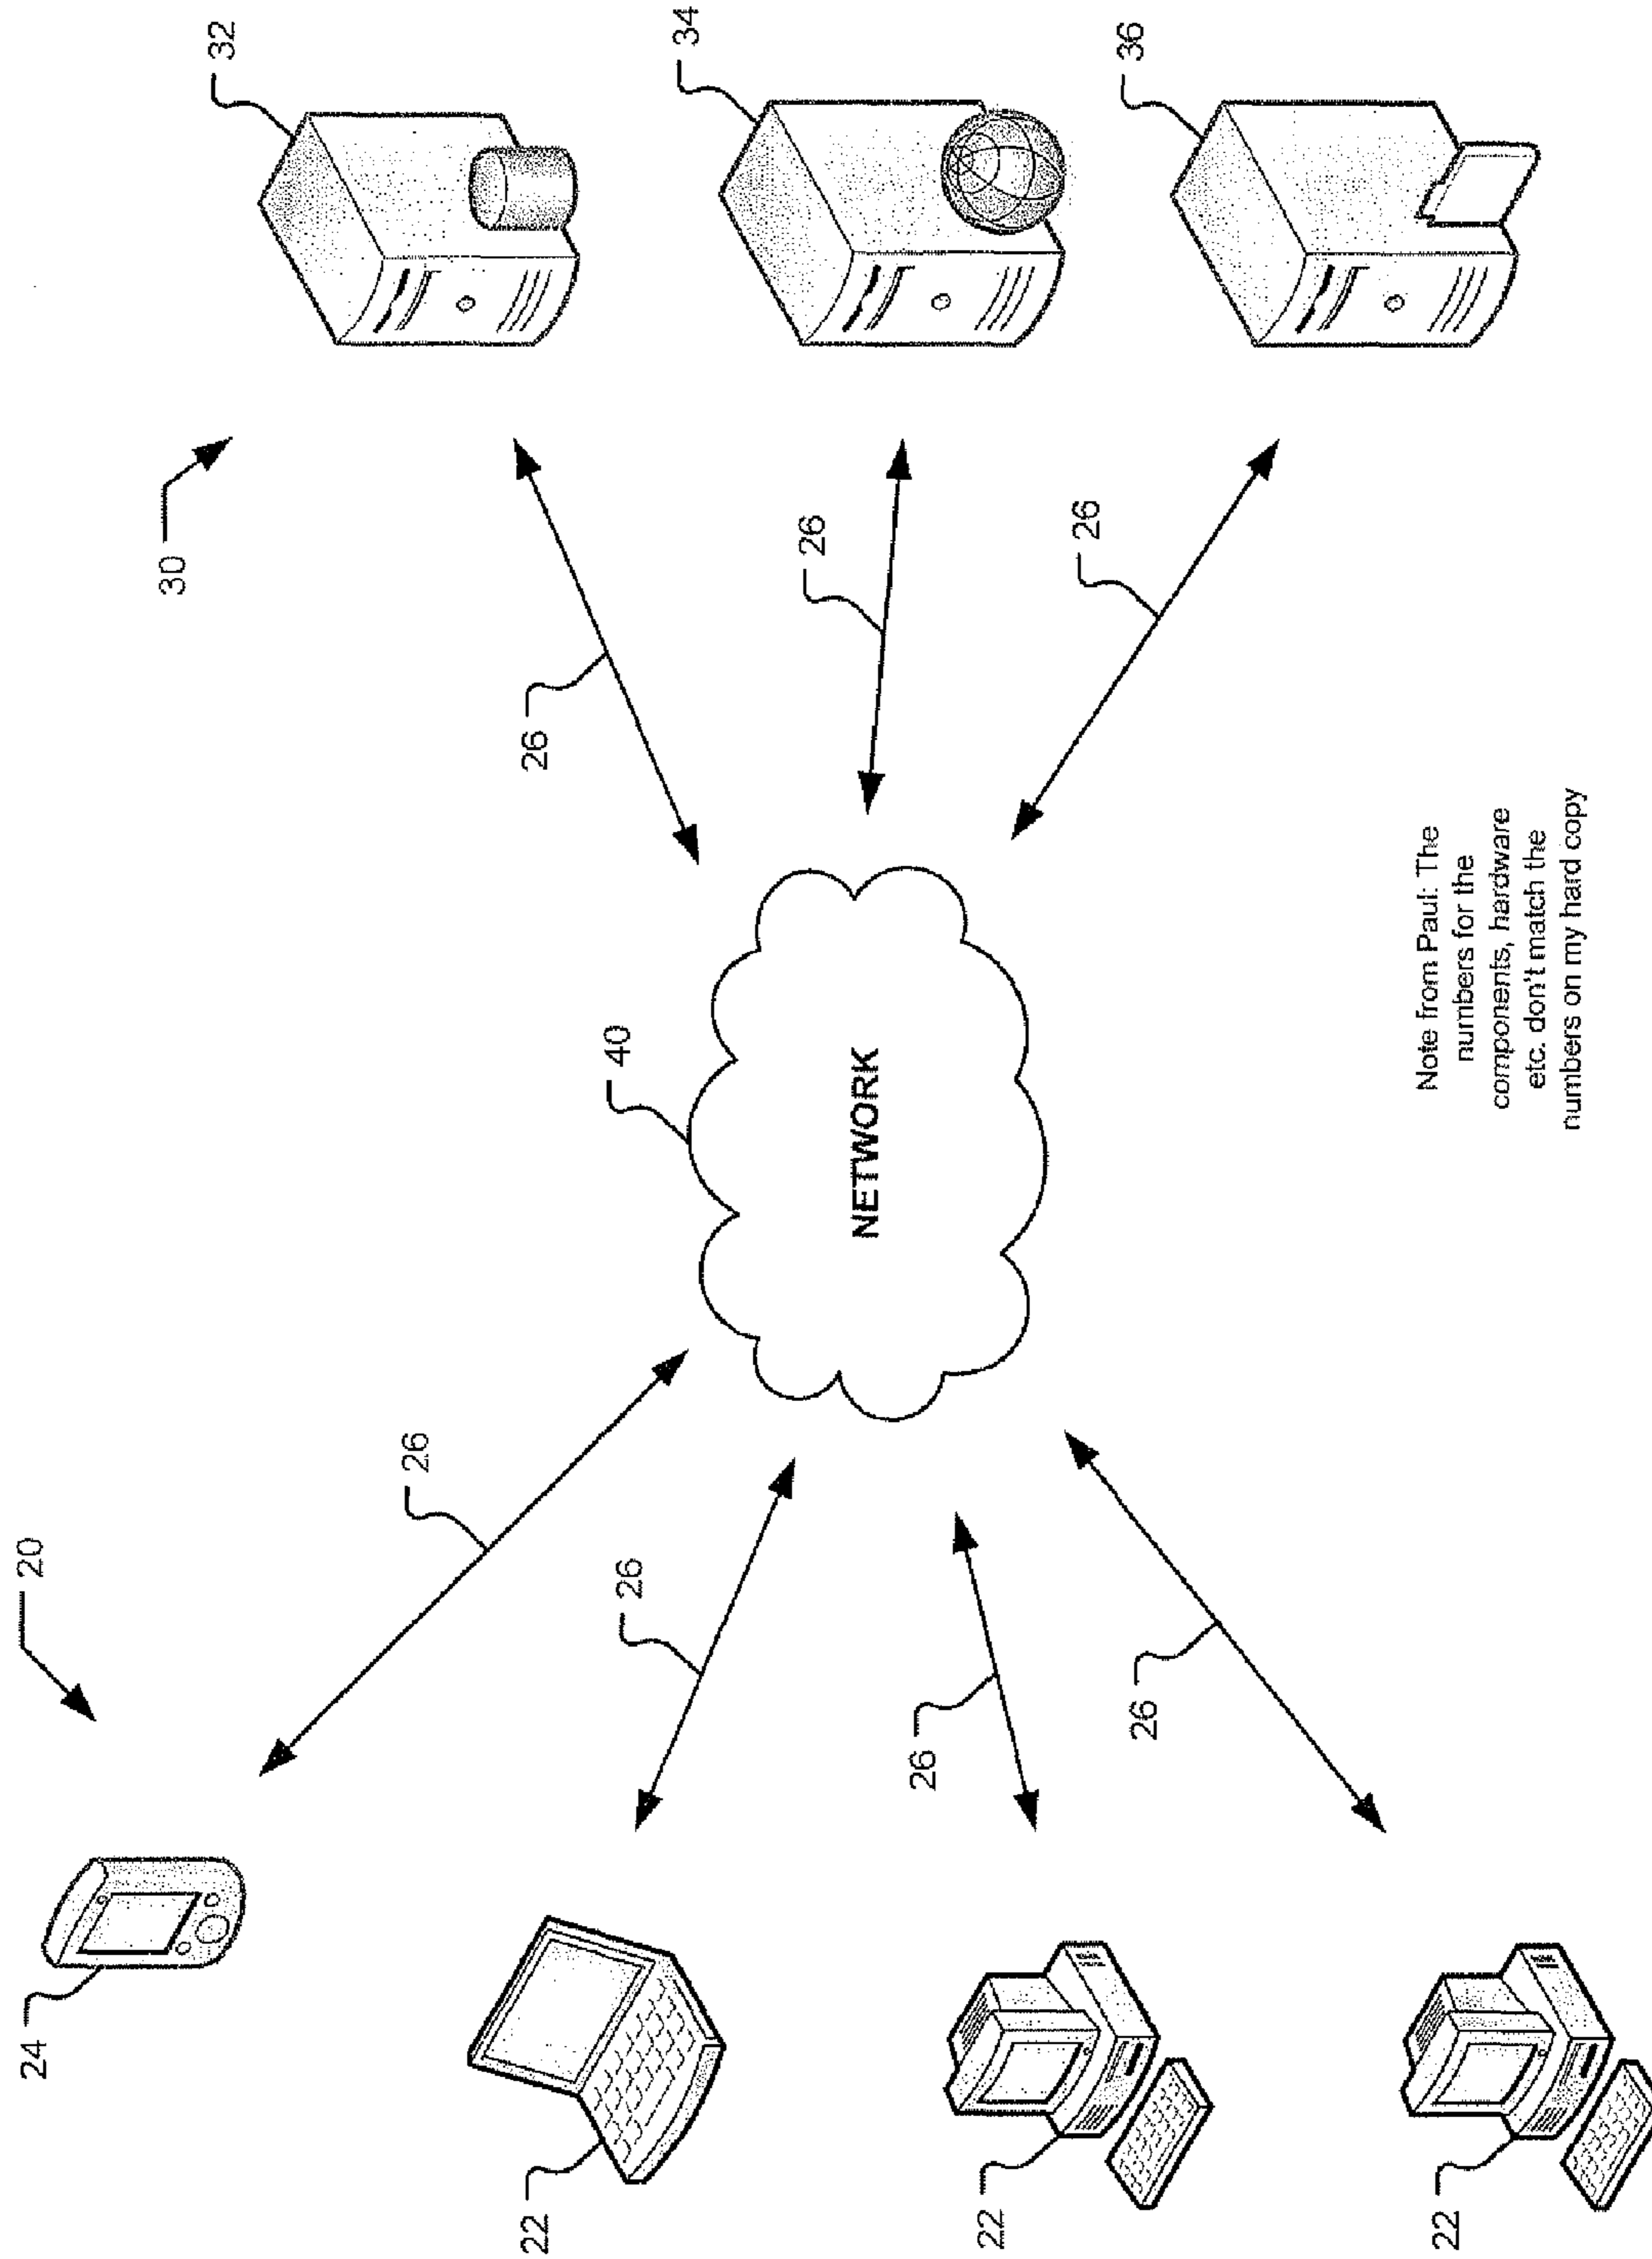 24
20
30
32
26
22
26
40
26
34
26
NETWORK
26
22
26
36
26
22
Note from Paul: The
numbers for the
components, hardware
etc. don't match the
numbers on my hard copy